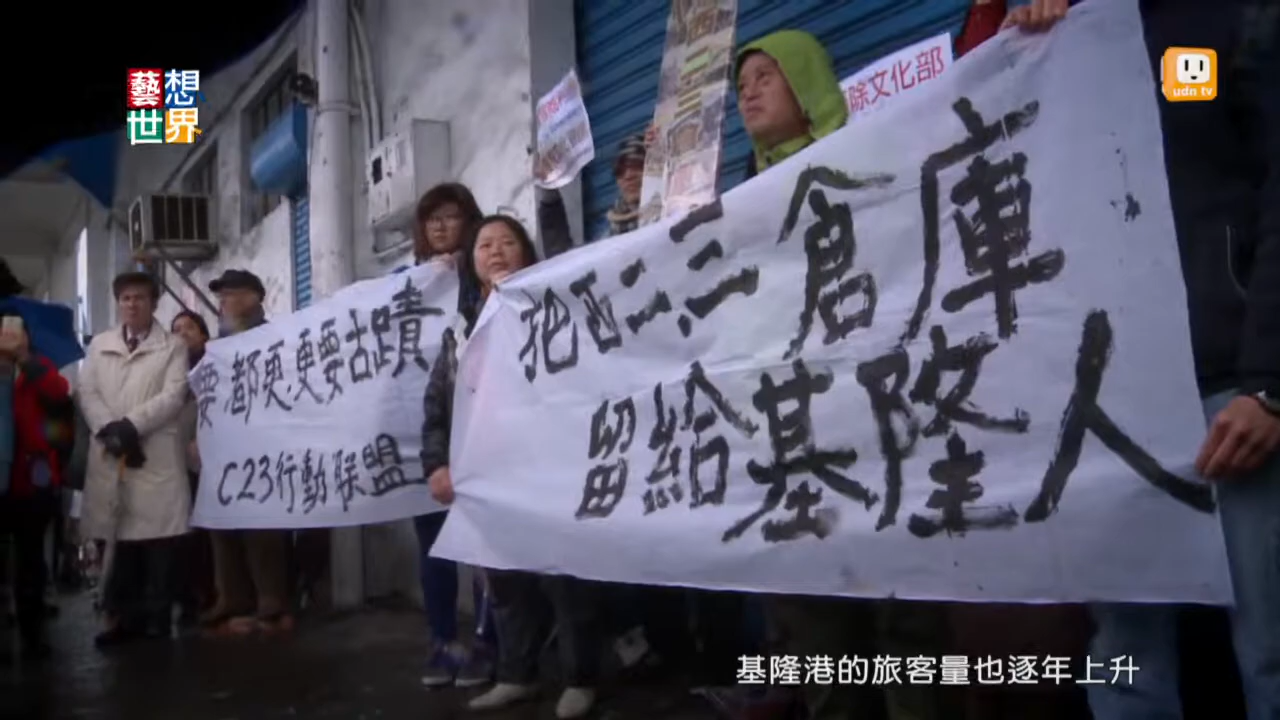 藝想
世界
udn tv
除文化部
把西二、三倉庫
留給基隆人
要都更,更要古蹟
C23行動联盟
基隆港的旅客量也逐年上升